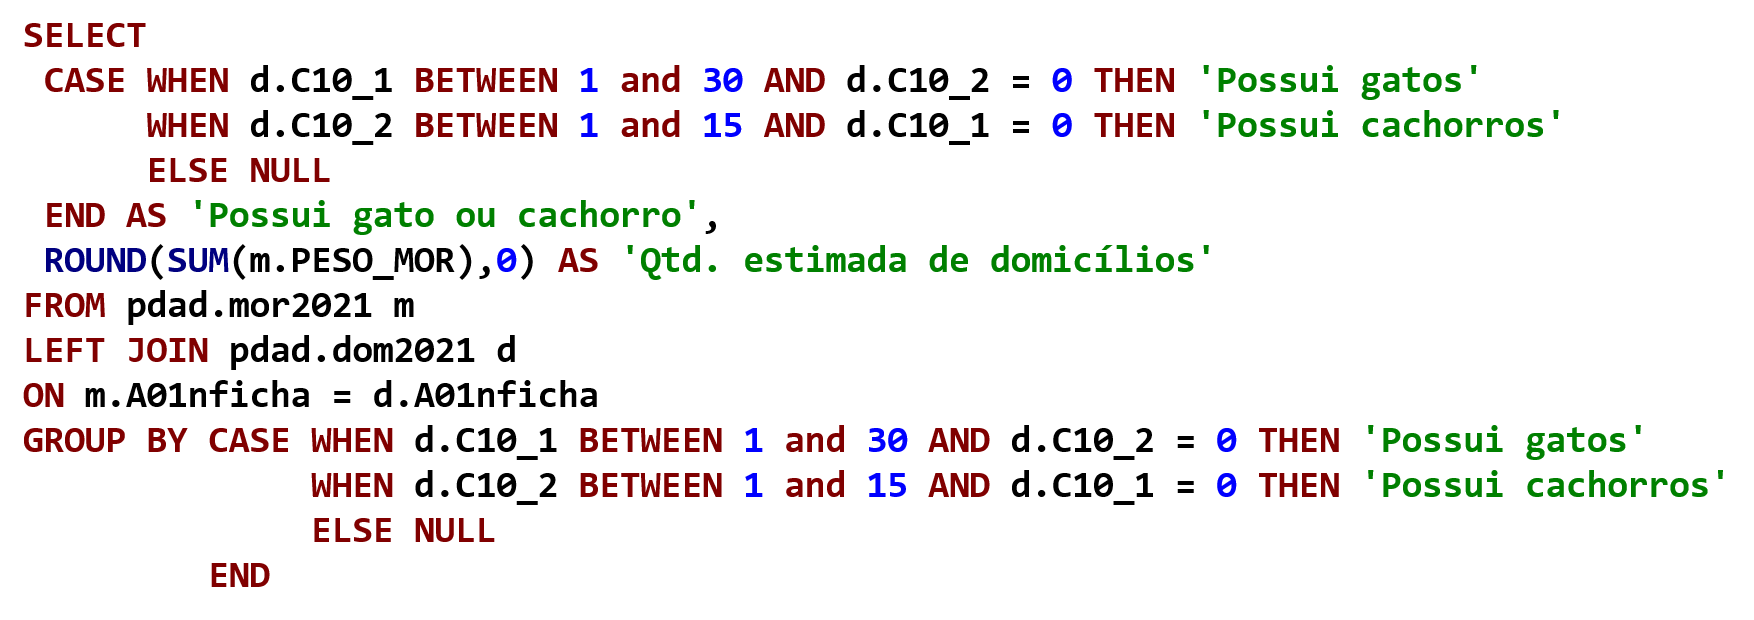 SELECT
 CASE WHEN d.C10_1 BETWEEN 1 and 30 AND d.C10_2 = 0 THEN 'Possui gatos'
      WHEN d.C10_2 BETWEEN 1 and 15 AND d.C10_1 = 0 THEN 'Possui cachorros'
      ELSE NULL
 END AS 'Possui gato ou cachorro',
 ROUND(SUM(m.PESO_MOR),0) AS 'Qtd. estimada de domicílios'
FROM pdad.mor2021 m
LEFT JOIN pdad.dom2021 d
ON m.A01nficha = d.A01nficha
GROUP BY CASE WHEN d.C10_1 BETWEEN 1 and 30 AND d.C10_2 = 0 THEN 'Possui gatos'
              WHEN d.C10_2 BETWEEN 1 and 15 AND d.C10_1 = 0 THEN 'Possui cachorros'
              ELSE NULL
         END